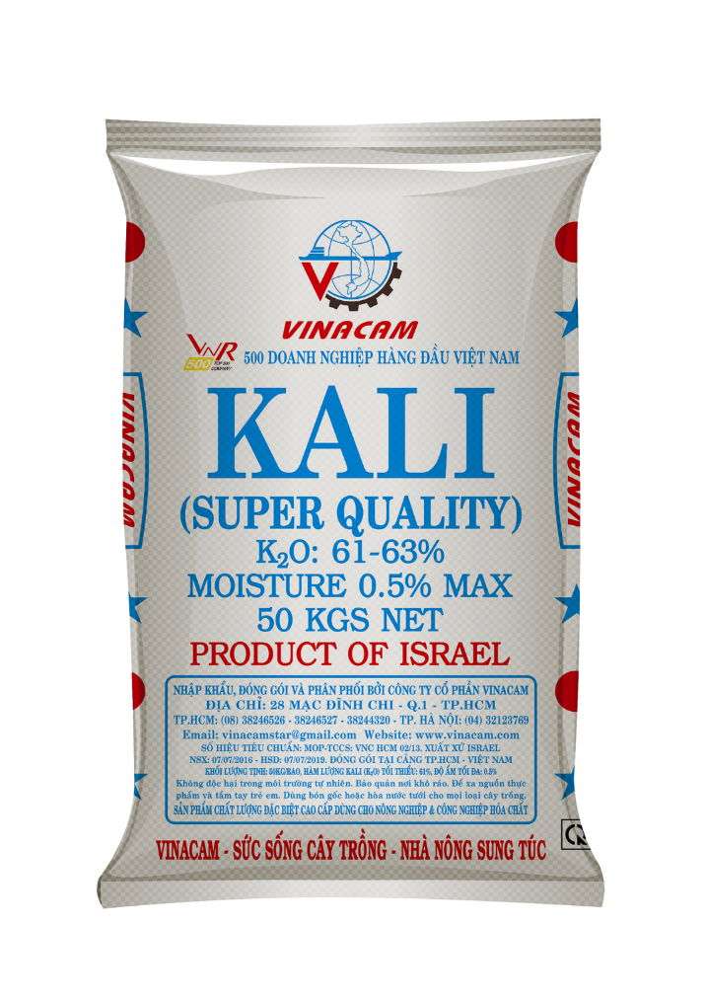 VINACAM
VNR
500 TOP 500
COMPANY
500 DOANH NGHIỆP HÀNG ĐẦU VIỆT NAM
KALI
(SUPER QUALITY)
K₂O: 61-63%
MOISTURE 0.5% MAX
50 KGS NET
PRODUCT OF ISRAEL
VINACAM
VINACAM
NHẬP KHẨU, ĐÓNG GÓI VÀ PHÂN PHỐI BỞI CÔNG TY CỔ PHẦN VINACAM
ĐỊA CHỈ: 28 MẠC ĐĨNH CHI - Q.1 - TP.HCM
TP.HCM: (08) 38246526 - 38246527 - 38244320 - TP. HÀ NỘI: (04) 32123769
Email: vinacamstar@gmail.com Website: www.vinacam.com
SỐ HIỆU TIÊU CHUẨN: MOP-TCCS: VNC HCM 02/13. XUẤT XỨ ISRAEL
NSX: 07/07/2016 - HSD: 07/07/2019. ĐÓNG GÓI TẠI CẢNG TP.HCM - VIỆT NAM
KHỐI LƯỢNG TỊNH: 50KG/BAO, HÀM LƯỢNG KALI (K₂O) TỐI THIỂU: 61%, ĐỘ ẨM TỐI ĐA: 0.5%
Không độc hại trong môi trường tự nhiên. Bảo quản nơi khô ráo. Để xa nguồn thực
phẩm và tầm tay trẻ em. Dùng bón gốc hoặc hòa nước tưới cho mọi loại cây trồng.
SẢN PHẨM CHẤT LƯỢNG ĐẶC BIỆT CAO CẤP DÙNG CHO NÔNG NGHIỆP & CÔNG NGHIỆP HÓA CHẤT
VINACAM - SỨC SỐNG CÂY TRỒNG - NHÀ NÔNG SUNG TÚC